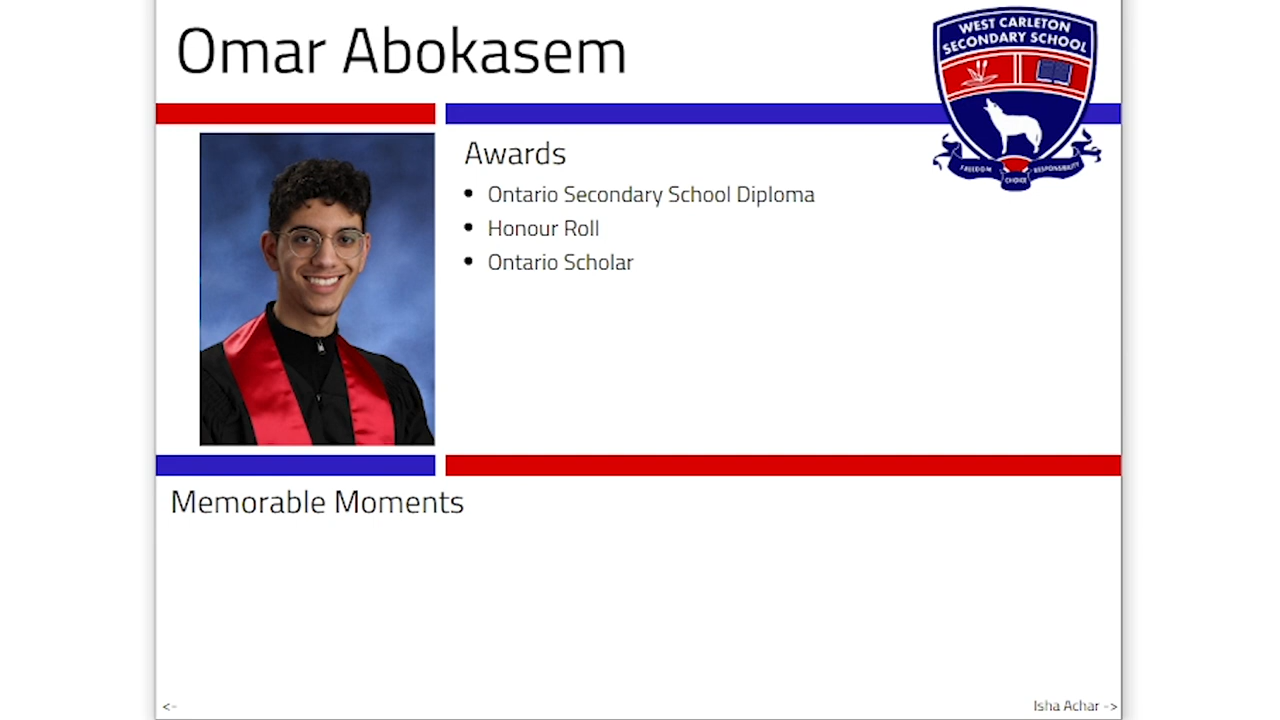 Omar Abokasem
WEST CARLETON
SECONDARY SCHOOL
FREEDOM
CHOICE
RESPONSIBILITY
Awards
• Ontario Secondary School Diploma
• Honour Roll
• Ontario Scholar
Memorable Moments
<-
Isha Achar ->